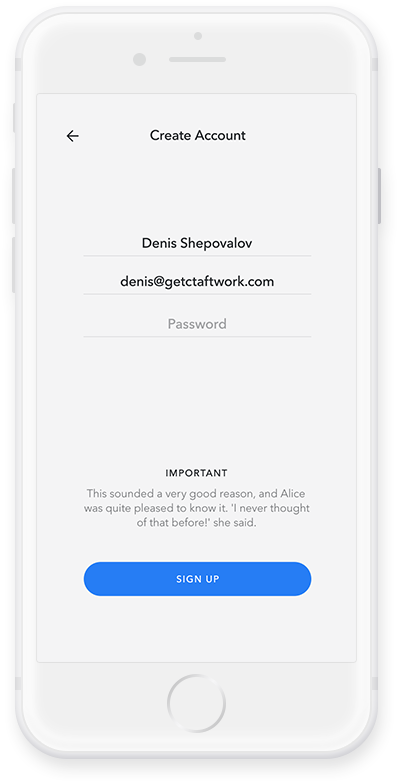 Create Account
Denis Shepovalov
denis@getctaftwork.com
Password
IMPORTANT
This sounded a very good reason, and Alice
was quite pleased to know it. 'I never thought
of that before!' she said.
SIGN UP